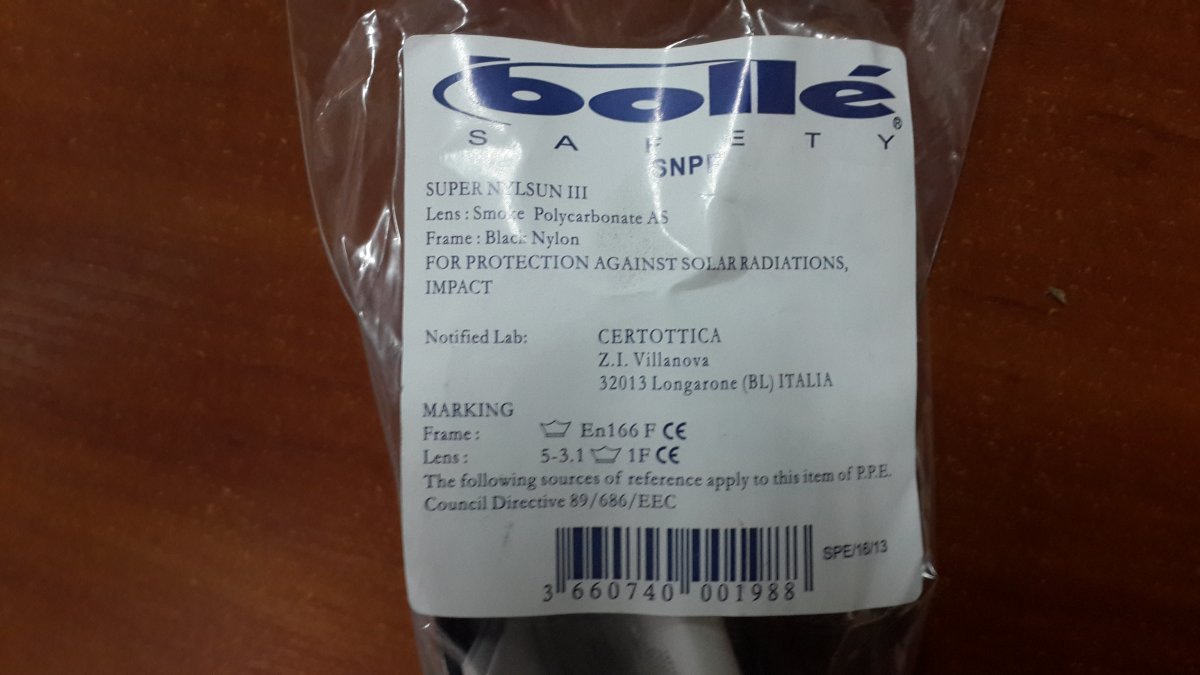 bollé®
SAFETY
SUPER NYLSUN III
Lens : Smoke Polycarbonate AS
Frame : Black Nylon
FOR PROTECTION AGAINST SOLAR RADIATIONS,
IMPACT
Notified Lab: CERTOTTICA
Z.I. Villanova
32013 Longarone (BL) ITALIA
MARKING
Frame : En166 F CE
Lens : 5-3.1 1F CE
The following sources of reference apply to this item of P.P.E.
Council Directive 89/686/EEC
SPE/16/13
3 660740 001988